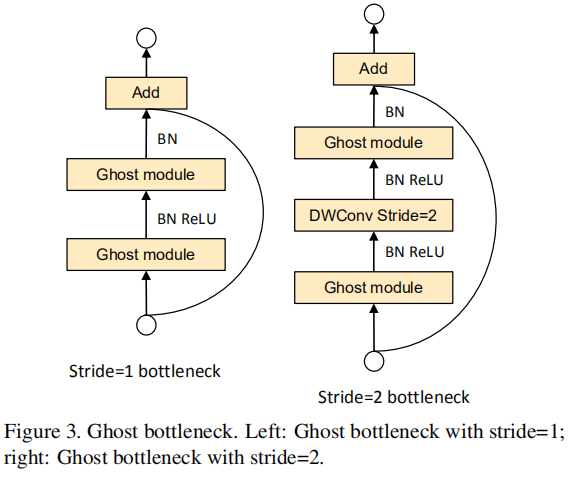 Add
BN
Ghost module
BN ReLU
Ghost module
Stride=1 bottleneck
Add
BN
Ghost module
BN ReLU
DWConv Stride=2
BN ReLU
Ghost module
Stride=2 bottleneck
Figure 3. Ghost bottleneck. Left: Ghost bottleneck with stride=1;
right: Ghost bottleneck with stride=2.